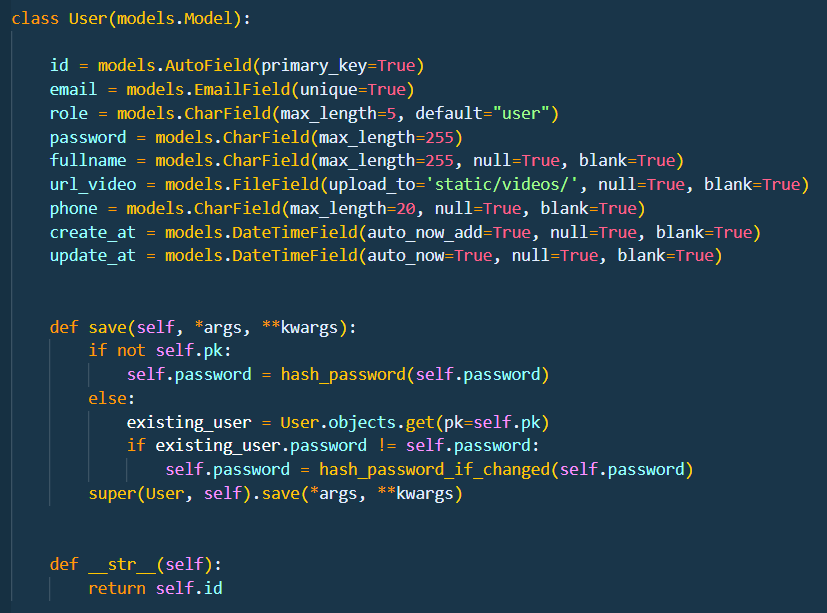 class User(models.Model):
id = models.AutoField(primary_key=True)
email = models.EmailField(unique=True)
role = models.CharField(max_length=5, default="user")
password = models.CharField(max_length=255)
fullname = models.CharField(max_length=255, null=True, blank=True)
url_video = models.FileField(upload_to='static/videos/', null=True, blank=True)
phone = models.CharField(max_length=20, null=True, blank=True)
create_at = models.DateTimeField(auto_now_add=True, null=True, blank=True)
update_at = models.DateTimeField(auto_now=True, null=True, blank=True)
def save(self, *args, **kwargs):
if not self.pk:
self.password = hash_password(self.password)
else:
existing_user = User.objects.get(pk=self.pk)
if existing_user.password != self.password:
self.password = hash_password_if_changed(self.password)
super(User, self).save(*args, **kwargs)
def __str__(self):
return self.id